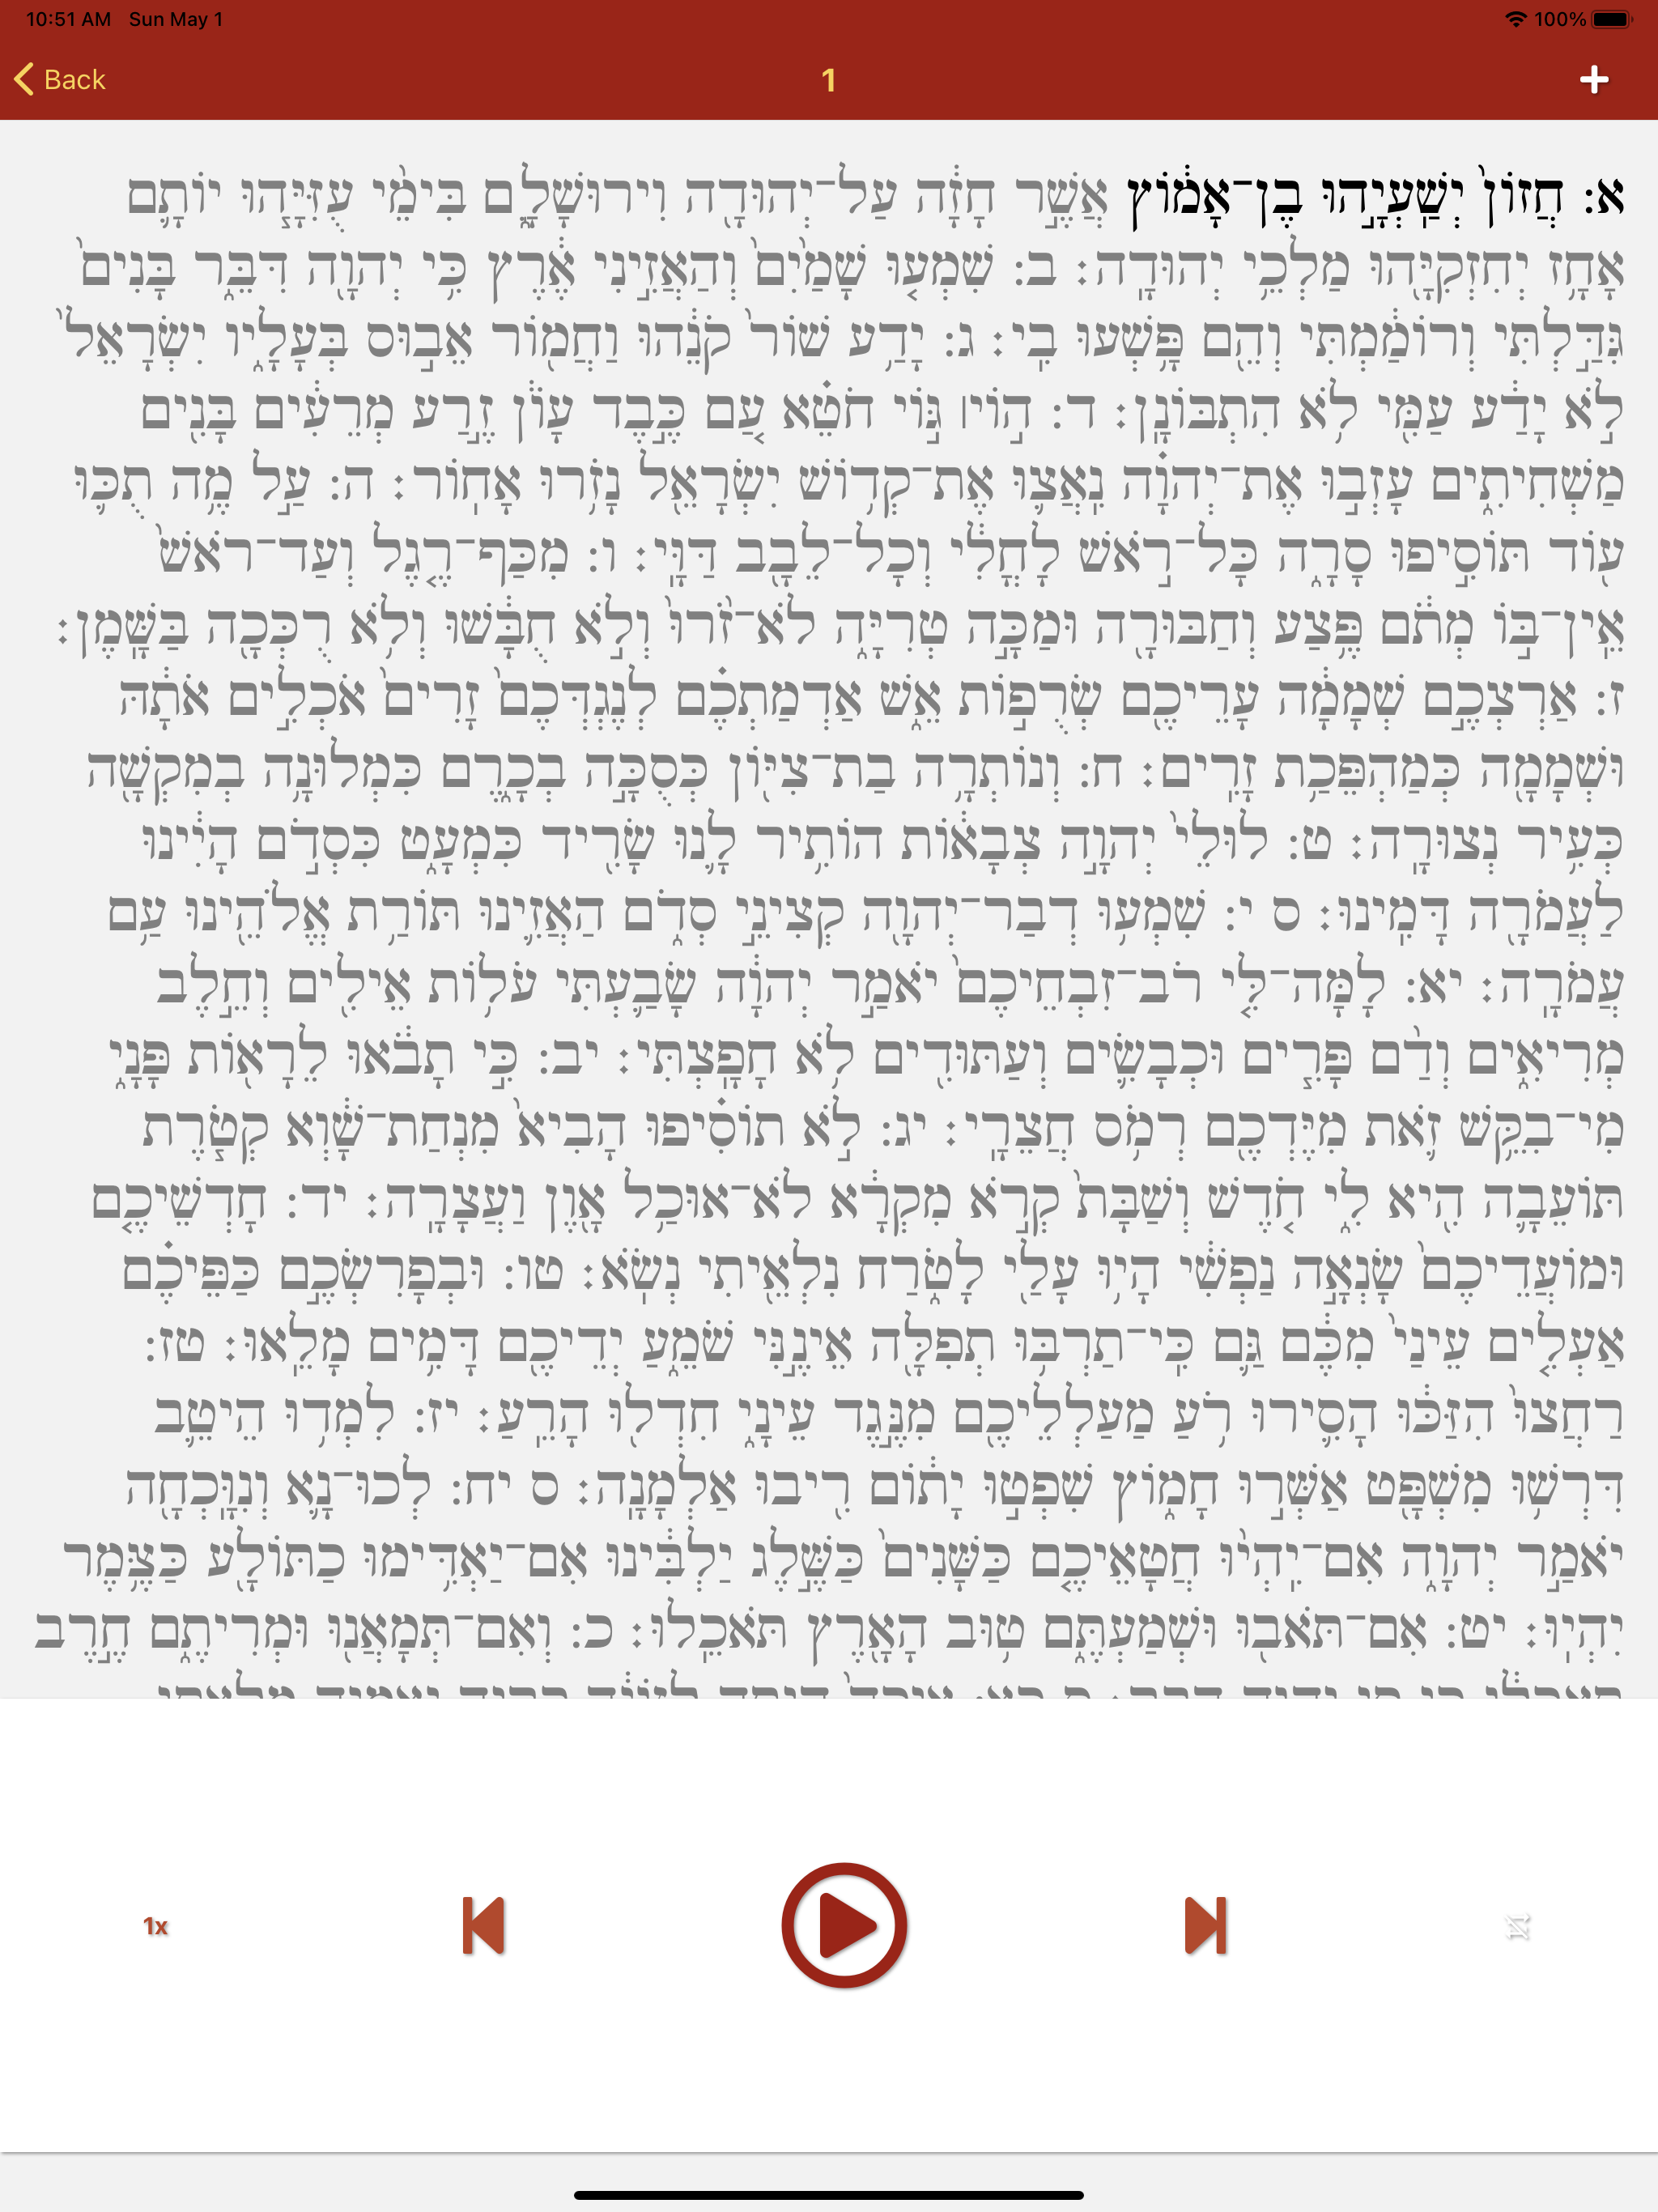 10:51 AM Sun May 1
100%
Back
1
א: חֲזוֹן֙ יְשַֽׁעְיָ֣הוּ בֶן־אָמ֔וֹץ אֲשֶׁ֣ר חָזָ֔ה עַל־יְהוּדָ֖ה וִירוּשָׁלָ֑͏ִם בִּימֵ֨י עֻזִּיָּ֧הוּ יוֹתָ֛ם
אָחָ֥ז יְחִזְקִיָּ֖הוּ מַלְכֵ֥י יְהוּדָֽה׃ ב: שִׁמְע֤וּ שָׁמַ֙יִם֙ וְהַאֲזִ֣ינִי אֶ֔רֶץ כִּ֥י יְהוָ֖ה דִּבֵּ֑ר בָּנִים֙
גִּדַּ֣לְתִּי וְרוֹמַ֔מְתִּי וְהֵ֖ם פָּ֥שְׁעוּ בִֽי׃ ג: יָדַ֥ע שׁוֹר֙ קֹנֵ֔הוּ וַחֲמ֖וֹר אֵב֣וּס בְּעָלָ֑יו יִשְׂרָאֵל֙
לֹ֣א יָדַ֔ע עַמִּ֖י לֹ֥א הִתְבּוֹנָֽן׃ ד: ה֣וֹי׀ גּ֣וֹי חֹטֵ֗א עַ֚ם כֶּ֣בֶד עָוֺ֔ן זֶ֣רַע מְרֵעִ֔ים בָּנִ֖ים
מַשְׁחִיתִ֑ים עָזְב֣וּ אֶת־יְהוָ֗ה נִֽאֲצ֛וּ אֶת־קְד֥וֹשׁ יִשְׂרָאֵ֖ל נָזֹ֥רוּ אָחֽוֹר׃ ה: עַ֣ל מֶ֥ה תֻכּ֛וּ
ע֖וֹד תּוֹסִ֣יפוּ סָרָ֑ה כָּל־רֹ֣אשׁ לָחֳלִ֔י וְכָל־לֵבָ֖ב דַּוָּֽי׃ ו: מִכַּף־רֶ֤גֶל וְעַד־רֹאשׁ֙
אֵֽין־בּ֣וֹ מְתֹ֔ם פֶּ֥צַע וְחַבּוּרָ֖ה וּמַכָּ֣ה טְרִיָּ֑ה לֹא־זֹ֙רוּ֙ וְלֹ֣א חֻבָּ֔שׁוּ וְלֹ֥א רֻכְּכָ֖ה בַּשָּֽׁמֶן׃
ז: אַרְצְכֶ֣ם שְׁמָמָ֔ה עָרֵיכֶ֖ם שְׂרֻפ֣וֹת אֵ֑שׁ אַדְמַתְכֶ֗ם לְנֶגְדְּכֶם֙ זָרִים֙ אֹכְלִ֣ים אֹתָ֔הּ
וּשְׁמָמָ֖ה כְּמַהְפֵּכַ֥ת זָרִֽים׃ ח: וְנוֹתְרָ֥ה בַת־צִיּ֖וֹן כְּסֻכָּ֣ה בְכָ֑רֶם כִּמְלוּנָ֥ה בְמִקְשָׁ֖ה
כְּעִ֥יר נְצוּרָֽה׃ ט: לוּלֵי֙ יְהוָ֣ה צְבָא֔וֹת הוֹתִ֥יר לָ֛נוּ שָׂרִ֖יד כִּמְעָ֑ט כִּסְדֹ֣ם הָיִ֔ינוּ
לַעֲמֹרָ֖ה דָּמִֽינוּ׃ ס י: שִׁמְע֥וּ דְבַר־יְהוָ֖ה קְצִינֵ֣י סְדֹ֑ם הַאֲזִ֛ינוּ תּוֹרַ֥ת אֱלֹהֵ֖ינוּ עַ֥ם
עֲמֹרָֽה׃ יא: לָמָּה־לִּ֤י רֹב־זִבְחֵיכֶם֙ יֹאמַ֣ר יְהוָ֔ה שָׂבַ֛עְתִּי עֹל֥וֹת אֵילִ֖ים וְחֵ֣לֶב
מְרִיאִ֑ים וְדַ֨ם פָּרִ֧ים וּכְבָשִׂ֛ים וְעַתּוּדִ֖ים לֹ֥א חָפָֽצְתִּי׃ יב: כִּ֣י תָבֹ֔אוּ לֵרָא֖וֹת פָּנָ֑י
מִי־בִקֵּ֥שׁ זֹ֛את מִיֶּדְכֶ֖ם רְמֹ֥ס חֲצֵרָֽי׃ יג: לֹ֣א תוֹסִ֗יפוּ הָבִיא֙ מִנְחַת־שָׁ֔וְא קְטֹ֧רֶת
תּוֹעֵבָ֛ה הִ֖יא לִ֑י חֹ֤דֶשׁ וְשַׁבָּת֙ קְרֹ֣א מִקְרָ֔א לֹא־אוּכַ֥ל אָ֖וֶן וַעֲצָרָֽה׃ יד: חָדְשֵׁיכֶ֤ם
וּמוֹעֲדֵיכֶם֙ שָׂנְאָ֣ה נַפְשִׁ֔י הָי֥וּ עָלַ֖י לָטֹ֑רַח נִלְאֵ֖יתִי נְשֹֽׂא׃ טו: וּבְפָרִשְׂכֶ֣ם כַּפֵּיכֶ֗ם
אַעְלִ֤ים עֵינַי֙ מִכֶּ֔ם גַּ֛ם כִּֽי־תַרְבּ֥וּ תְפִלָּ֖ה אֵינֶ֣נִּי שֹׁמֵ֑עַ יְדֵיכֶ֖ם דָּמִ֥ים מָלֵֽאוּ׃ טז:
רַחֲצוּ֙ הִזַּכּ֔וּ הָסִ֛ירוּ רֹ֥עַ מַעַלְלֵיכֶ֖ם מִנֶּ֣גֶד עֵינָ֑י חִדְל֖וּ הָרֵֽעַ׃ יז: לִמְד֥וּ הֵיטֵ֛ב
דִּרְשׁ֥וּ מִשְׁפָּ֖ט אַשְּׁר֣וּ חָמ֑וֹץ שִׁפְט֣וּ יָת֔וֹם רִ֖יבוּ אַלְמָנָֽה׃ ס יח: לְכוּ־נָ֛א וְנִוָּֽכְחָ֖ה
יֹאמַ֣ר יְהוָ֑ה אִם־יִֽהְי֨וּ חֲטָאֵיכֶ֤ם כַּשָּׁנִים֙ כַּשֶּׁ֣לֶג יַלְבִּ֔ינוּ אִם־יַאְדִּ֥ימוּ כַתּוֹלָ֖ע כַּצֶּ֥מֶר
יִהְיֽוּ׃ יט: אִם־תֹּאב֖וּ וּשְׁמַעְתֶּ֑ם ט֥וּב הָאָ֖רֶץ תֹּאכֵֽלוּ׃ כ: וְאִם־תְּמָאֲנ֖וּ וּמְרִיתֶ֑ם חֶ֣רֶב
1x